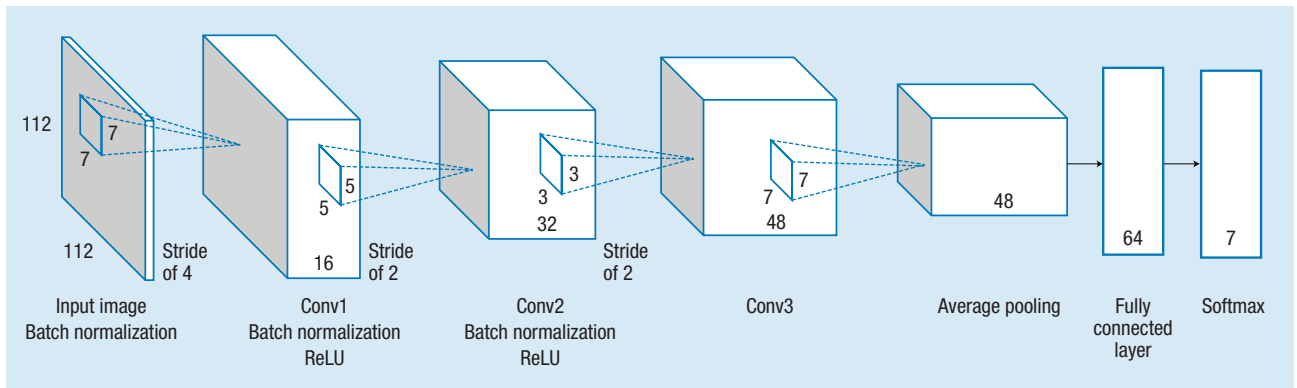 112
7
7
112
Stride
of 4
Input image
Batch normalization
5
5
16
Stride
of 2
Conv1
Batch normalization
ReLU
3
3
32
Stride
of 2
Conv2
Batch normalization
ReLU
7
7
48
Conv3
48
Average pooling
64
Fully
connected
layer
7
Softmax